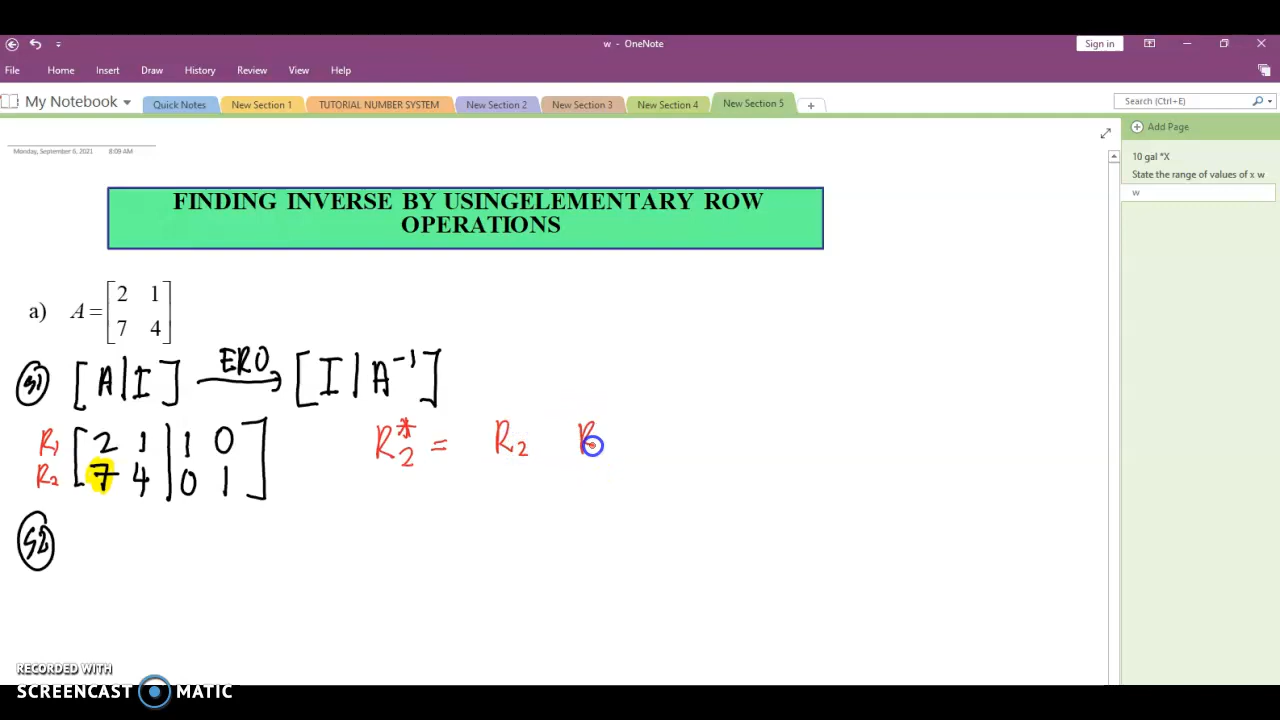 w - OneNote
Sign in
File Home Insert Draw History Review View Help
My Notebook Quick Notes New Section 1 TUTORIAL NUMBER SYSTEM New Section 2 New Section 3 New Section 4 New Section 5 + Search (Ctrl+E)
Add Page
Monday, September 6, 2021 8:09 AM
10 gal *X
State the range of values of x w
w
FINDING INVERSE BY USINGELEMENTARY ROW
OPERATIONS
a) A = [2 1
7 4]
S1 [A|I] ERO → [I|A⁻¹]
R1 [2 1 | 1 0]
R2 [7 4 | 0 1]
R2* = R2 R
S2
RECORDED WITH
SCREENCAST MATIC